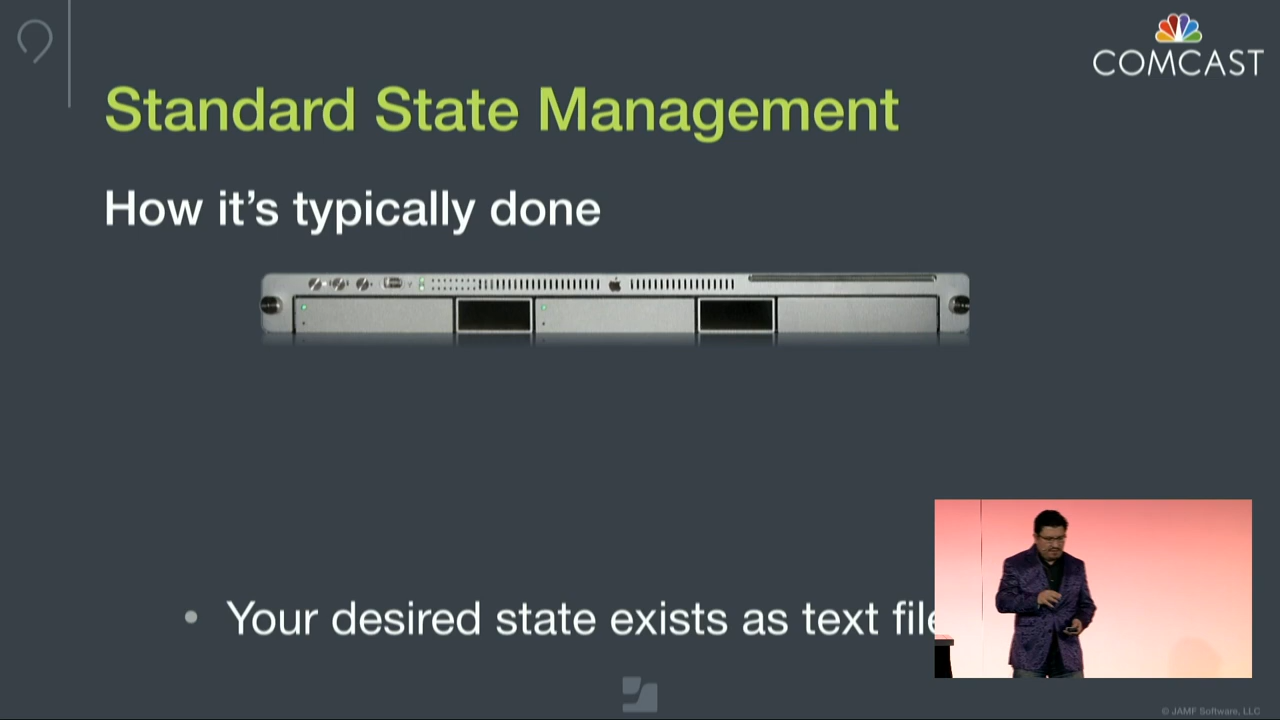 COMCAST
Standard State Management
How it's typically done
• Your desired state exists as text file
© JAMF Software, LLC